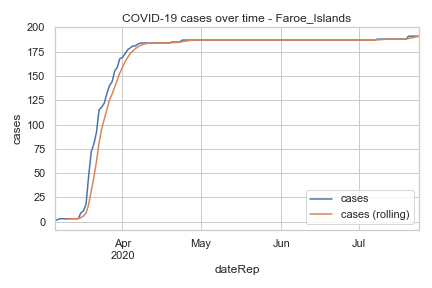 COVID-19 cases over time - Faroe_Islands
200
175
150
125
100
75
50
25
0
cases
Apr
2020
May
Jun
Jul
dateRep
cases
cases (rolling)